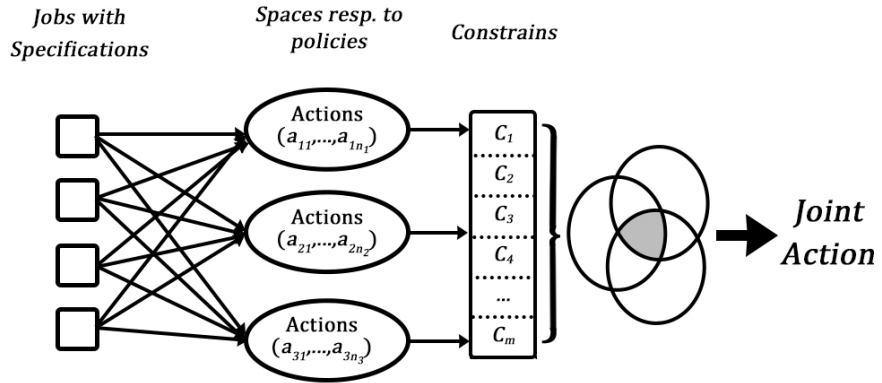 Jobs with
Specifications
Spaces resp. to
policies
Constrains
Actions
(a₁₁,...,a₁ₙ₁)
Actions
(a₂₁,...,a₂ₙ₂)
Actions
(a₃₁,...,a₃ₙ₃)
C₁
C₂
C₃
C₄
...
Cₘ
Joint
Action